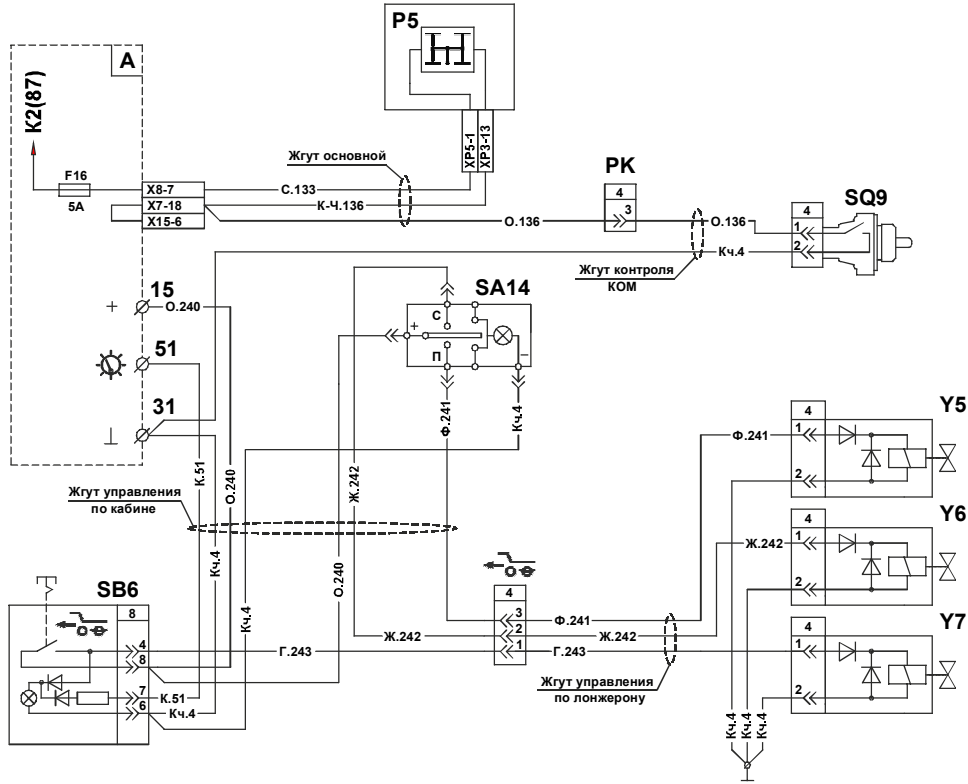 P5
A
К2(87)
XP5-1
XP3-13
Жгут основной
F16
5А
X8-7
X7-18
X15-6
С.133
К-Ч.136
О.136
PK
4
3
О.136
4
1
2
SQ9
Кч.4
Жгут контроля
КОМ
+
15
О.240
51
31
SA14
С
+
П
–
Ф.241
Кч.4
К.51
О.240
Ж.242
Жгут управления
по кабине
Кч.4
О.240
Кч.4
Y5
4
1
2
Ф.241
Y6
4
1
2
Ж.242
Y7
4
1
2
SB6
8
4
8
7
6
К.51
Кч.4
Г.243
Ж.242
4
3
2
1
Ф.241
Ж.242
Г.243
Жгут управления
по лонжерону
Кч.4
Кч.4
Кч.4